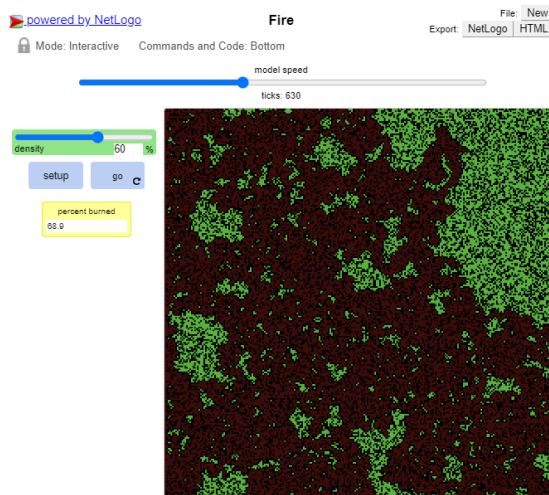 powered by NetLogo
Fire
File: New
Export: NetLogo HTML
Mode: Interactive Commands and Code: Bottom
model speed
ticks: 630
density 60 %
setup go
percent burned
68.9